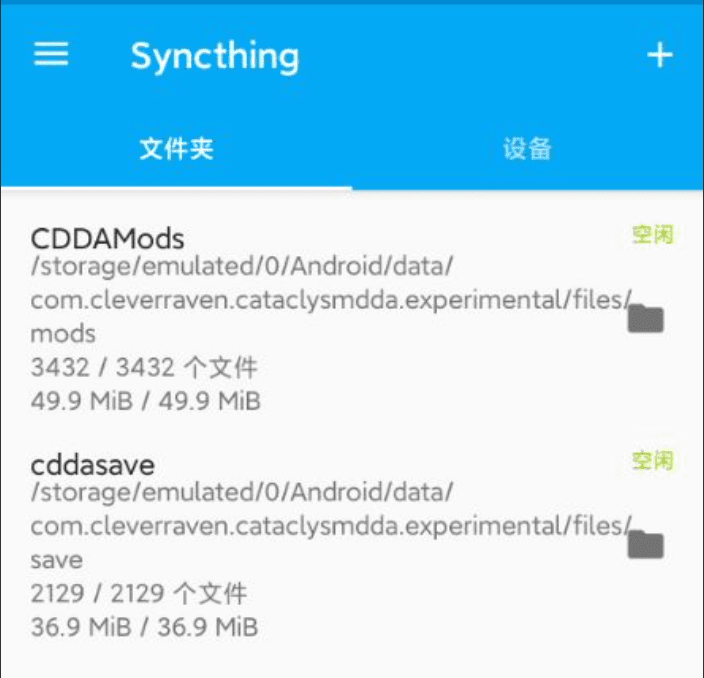 Syncthing
文件夹
设备
CDDAMods
空闲
/storage/emulated/0/Android/data/
com.cleverraven.cataclysmdda.experimental/files/
mods
3432 / 3432 个文件
49.9 MiB / 49.9 MiB
cddasave
空闲
/storage/emulated/0/Android/data/
com.cleverraven.cataclysmdda.experimental/files/
save
2129 / 2129 个文件
36.9 MiB / 36.9 MiB